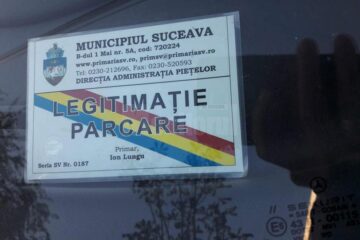 MUNICIPIUL SUCEAVA
B-dul 1 Mai nr. 5A, cod: 720224
www.primariasv.ro, primsv@primariasv.ro
Tel: 0230-212696, Fax: 0230-520593
DIRECȚIA ADMINISTRAȚIA PIEȚELOR
LEGITIMAȚIE
PARCARE
Primar,
Ion Lungu
Seria SV Nr. 0187